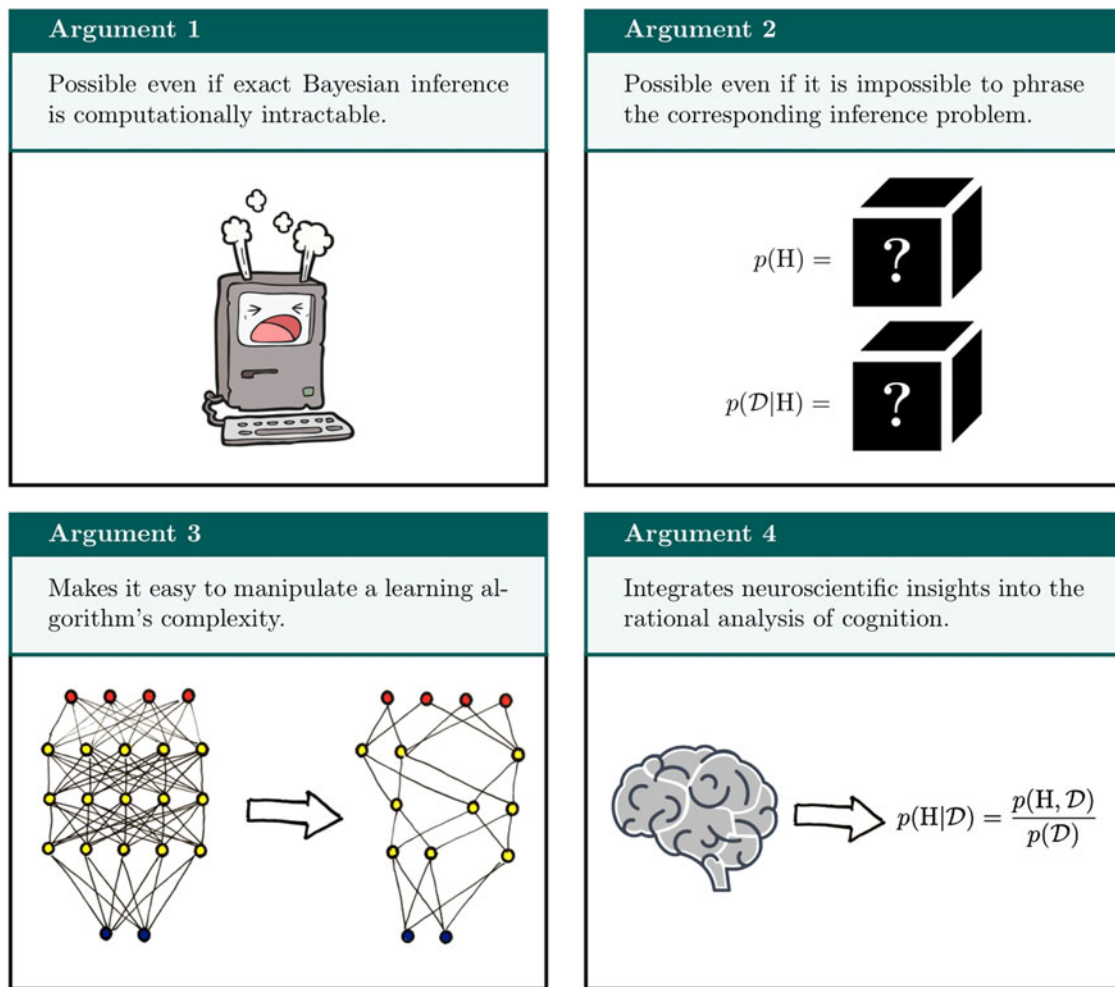 Argument 1
Possible even if exact Bayesian inference
is computationally intractable.
Argument 2
Possible even if it is impossible to phrase
the corresponding inference problem.
p(H) = ?
p(𝒟|H) = ?
Argument 3
Makes it easy to manipulate a learning al-
gorithm's complexity.
Argument 4
Integrates neuroscientific insights into the
rational analysis of cognition.
p(H|𝒟) = p(H, 𝒟) / p(𝒟)